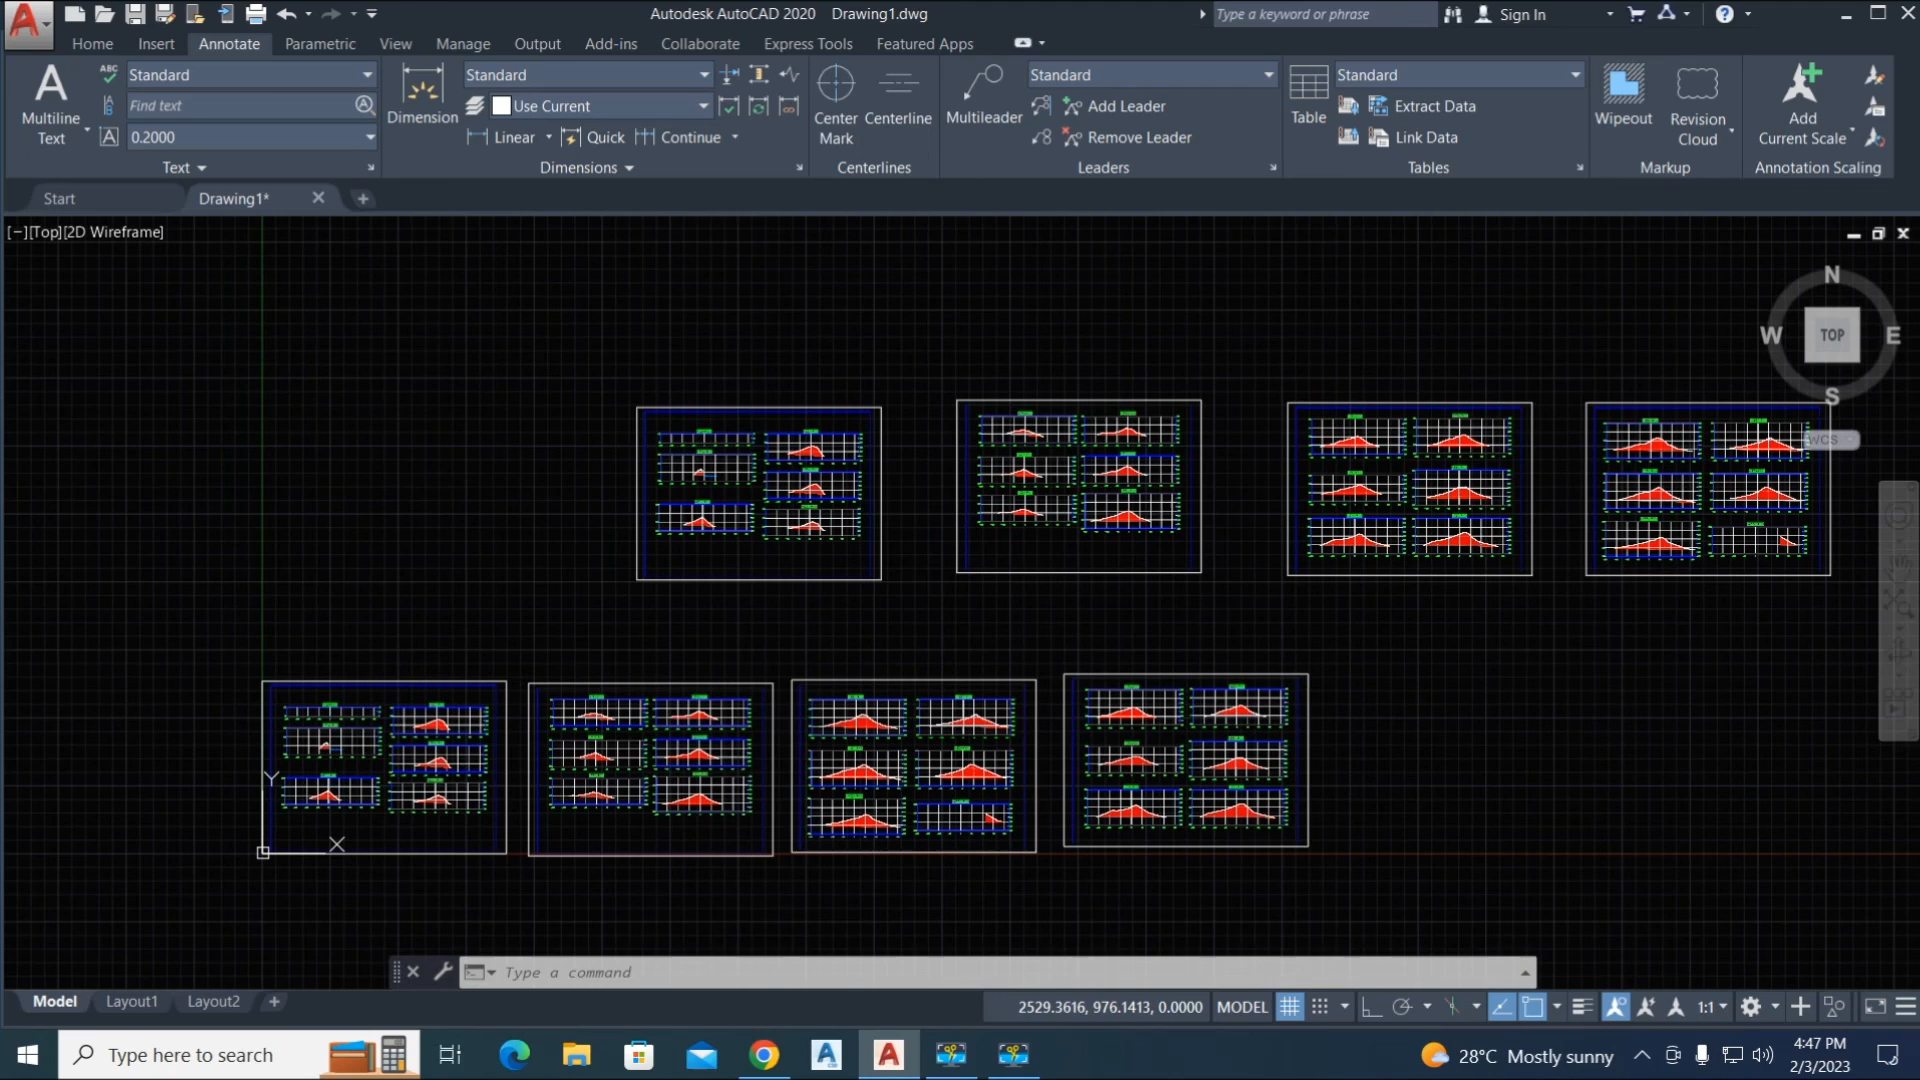 Autodesk AutoCAD 2020 Drawing1.dwg
Type a keyword or phrase
Sign In
Home Insert Annotate Parametric View Manage Output Add-ins Collaborate Express Tools Featured Apps
A
Multiline
Text
ABC
Standard
Find text
0.2000
Text
Dimension
Standard
Use Current
Linear Quick Continue
Dimensions
Center
Mark
Centerline
Centerlines
Multileader
Standard
Add Leader
Remove Leader
Leaders
Table
Standard
Extract Data
Link Data
Tables
Wipeout
Revision
Cloud
Markup
Add
Current Scale
Annotation Scaling
Start
Drawing1*
[−][Top][2D Wireframe]
N
W TOP E
S
WCS
Y
X
Type a command
Model Layout1 Layout2
2529.3616, 976.1413, 0.0000 MODEL
1:1
Type here to search
28°C Mostly sunny
4:47 PM
2/3/2023